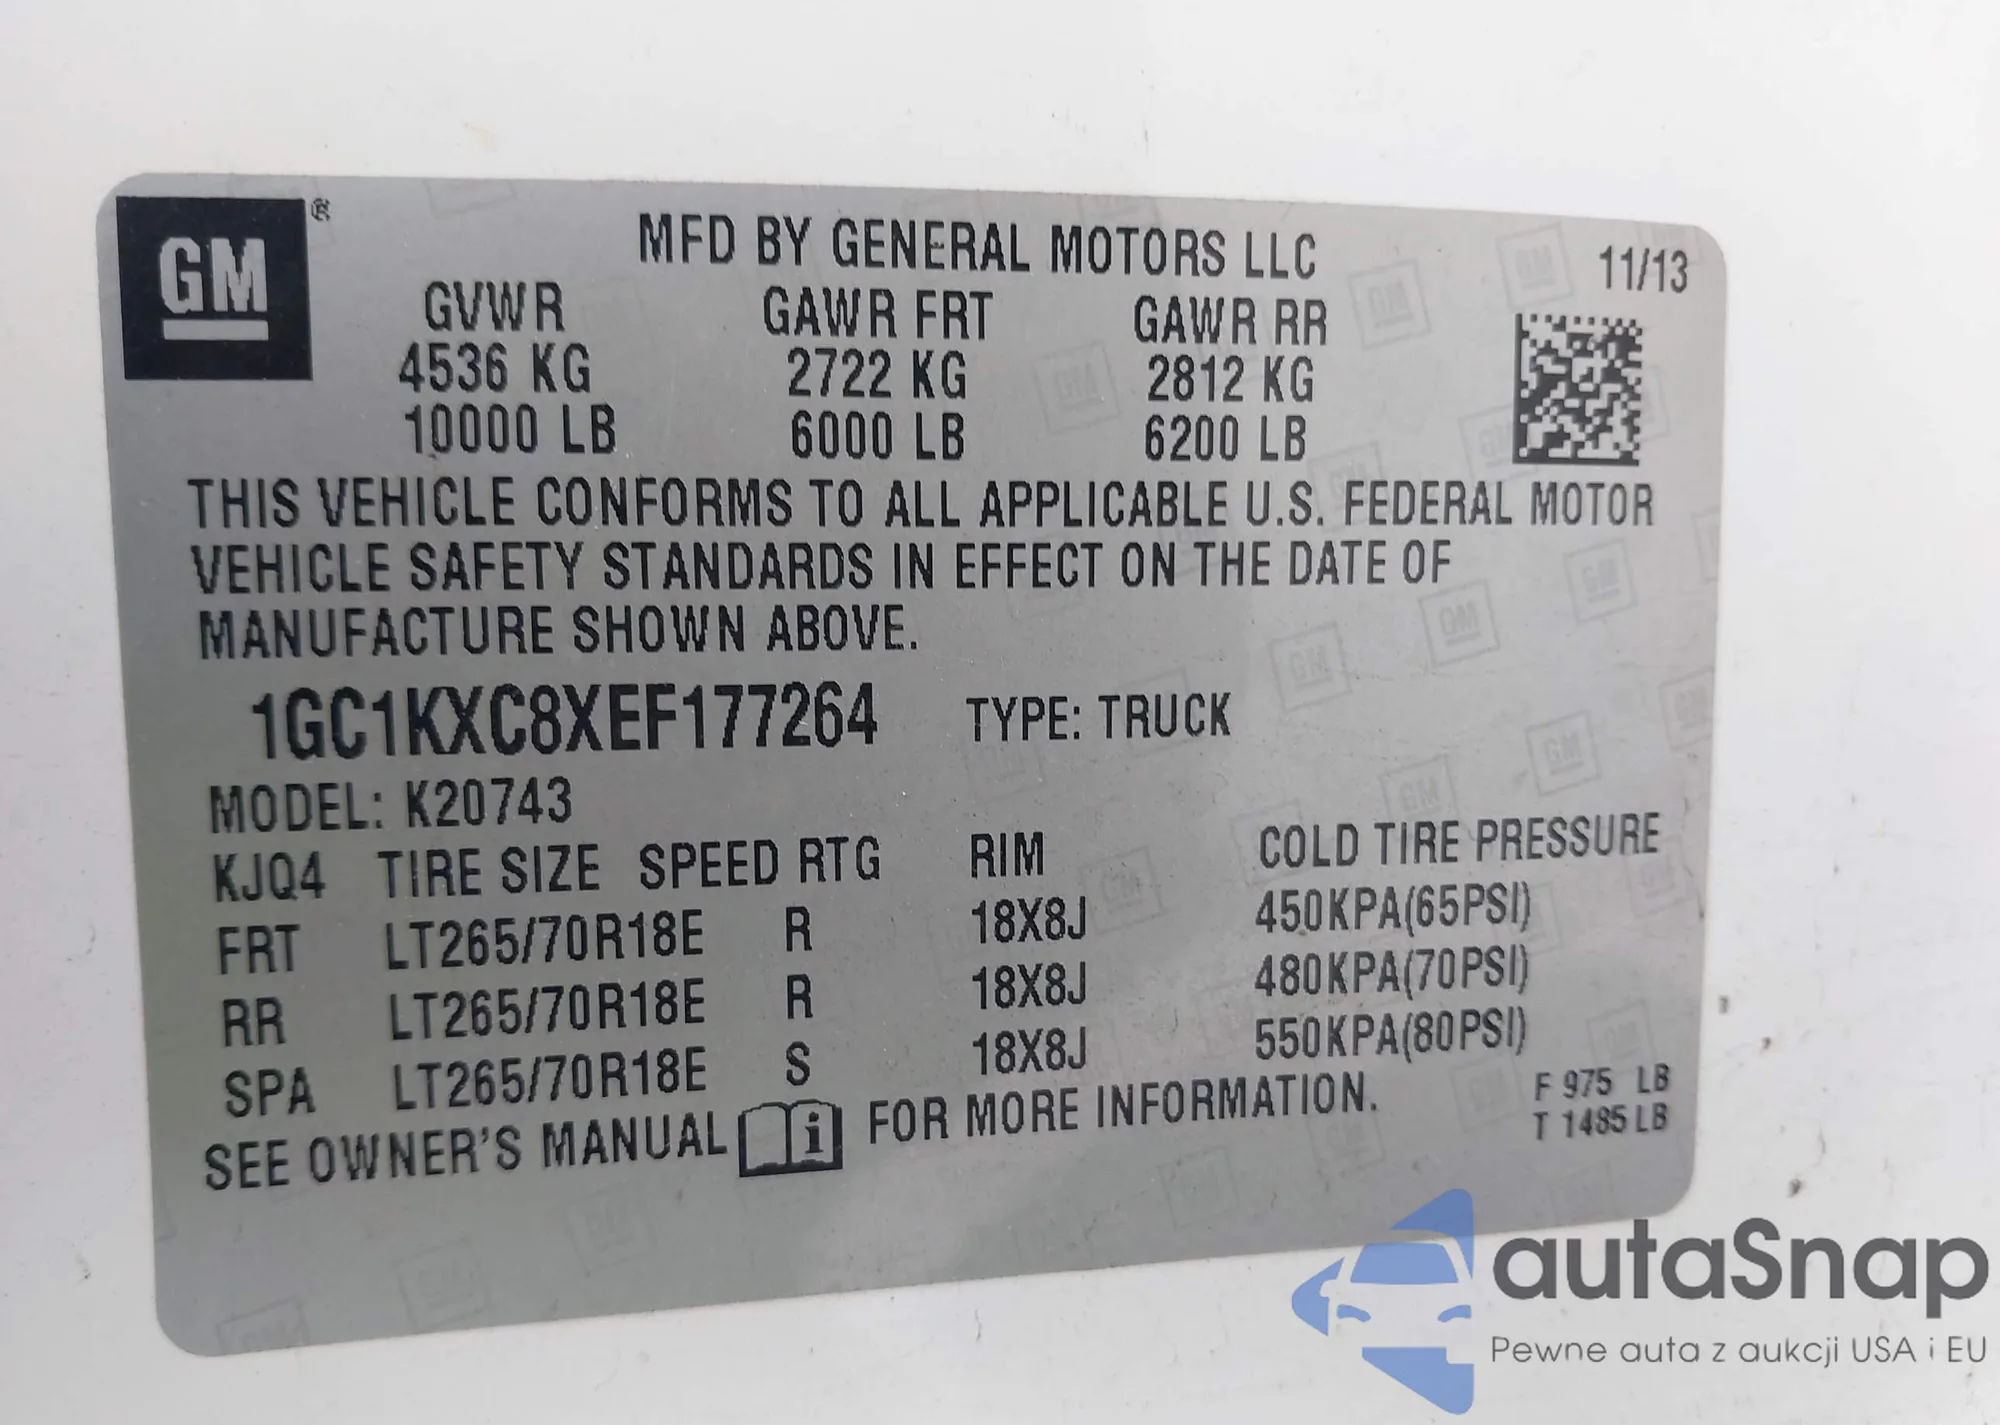 GM ®
MFD BY GENERAL MOTORS LLC 11/13
GVWR GAWR FRT GAWR RR
4536 KG 2722 KG 2812 KG
10000 LB 6000 LB 6200 LB
THIS VEHICLE CONFORMS TO ALL APPLICABLE U.S. FEDERAL MOTOR
VEHICLE SAFETY STANDARDS IN EFFECT ON THE DATE OF
MANUFACTURE SHOWN ABOVE.
1GC1KXC8XEF177264 TYPE: TRUCK
MODEL: K20743
KJQ4 TIRE SIZE SPEED RTG RIM COLD TIRE PRESSURE
FRT LT265/70R18E R 18X8J 450KPA(65PSI)
RR LT265/70R18E R 18X8J 480KPA(70PSI)
SPA LT265/70R18E S 18X8J 550KPA(80PSI)
SEE OWNER'S MANUAL i FOR MORE INFORMATION.
F 975 LB
T 1485 LB
autaSnap
Pewne auta z aukcji USA i EU